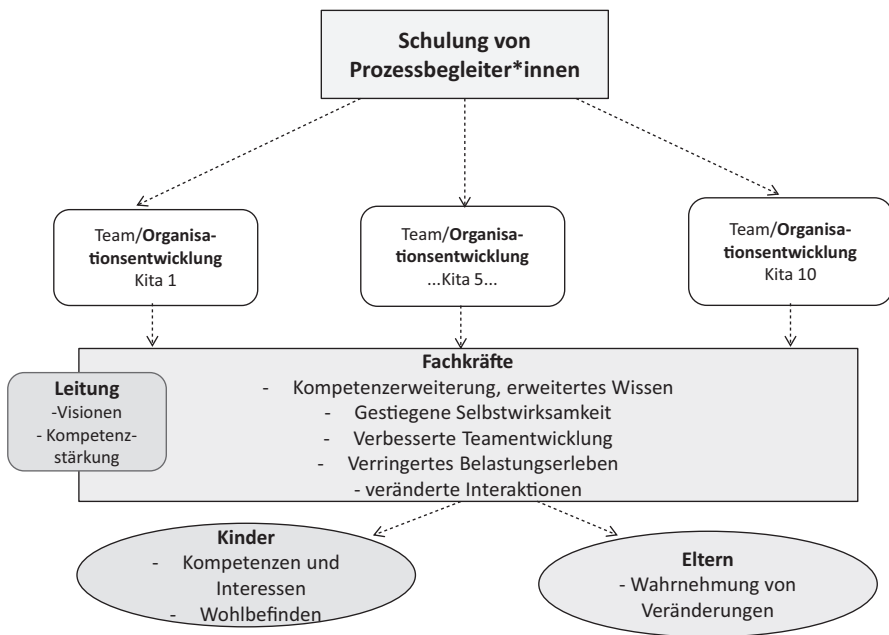 Schulung von
Prozessbegleiter*innen
Team/Organisa-
tionsentwicklung
Kita 1
Team/Organisa-
tionsentwicklung
...Kita 5...
Team/Organisa-
tionsentwicklung
Kita 10
Leitung
-Visionen
- Kompetenz-
stärkung
Fachkräfte
- Kompetenzerweiterung, erweitertes Wissen
- Gestiegene Selbstwirksamkeit
- Verbesserte Teamentwicklung
- Verringertes Belastungserleben
- veränderte Interaktionen
Kinder
- Kompetenzen und
Interessen
- Wohlbefinden
Eltern
- Wahrnehmung von
Veränderungen